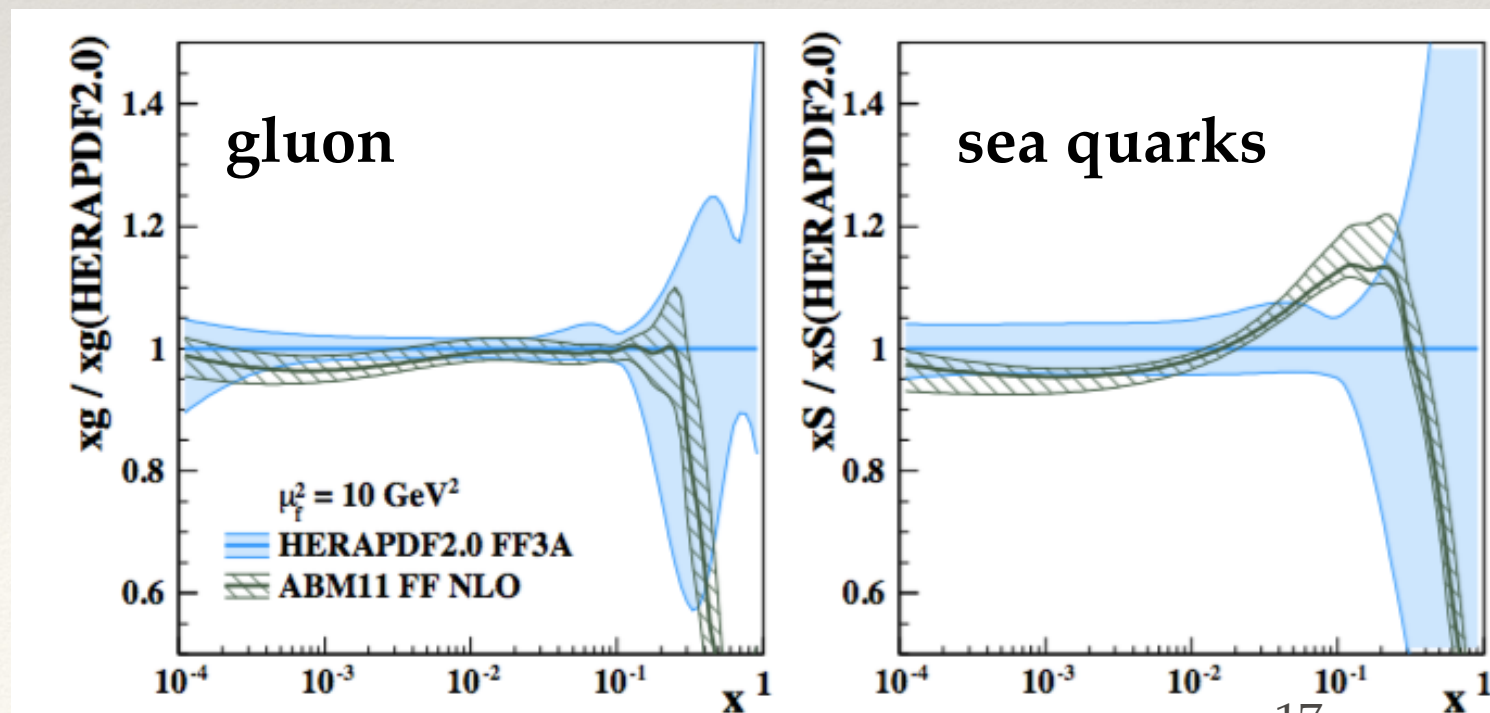 xg / xg(HERAPDF2.0)
1.4
1.2
1
0.8
0.6
gluon
μ_f^2 = 10 GeV^2
HERAPDF2.0 FF3A
ABM11 FF NLO
10^-4
10^-3
10^-2
10^-1
x
1
xS / xS(HERAPDF2.0)
1.4
1.2
1
0.8
0.6
sea quarks
10^-4
10^-3
10^-2
10^-1
x
1
17